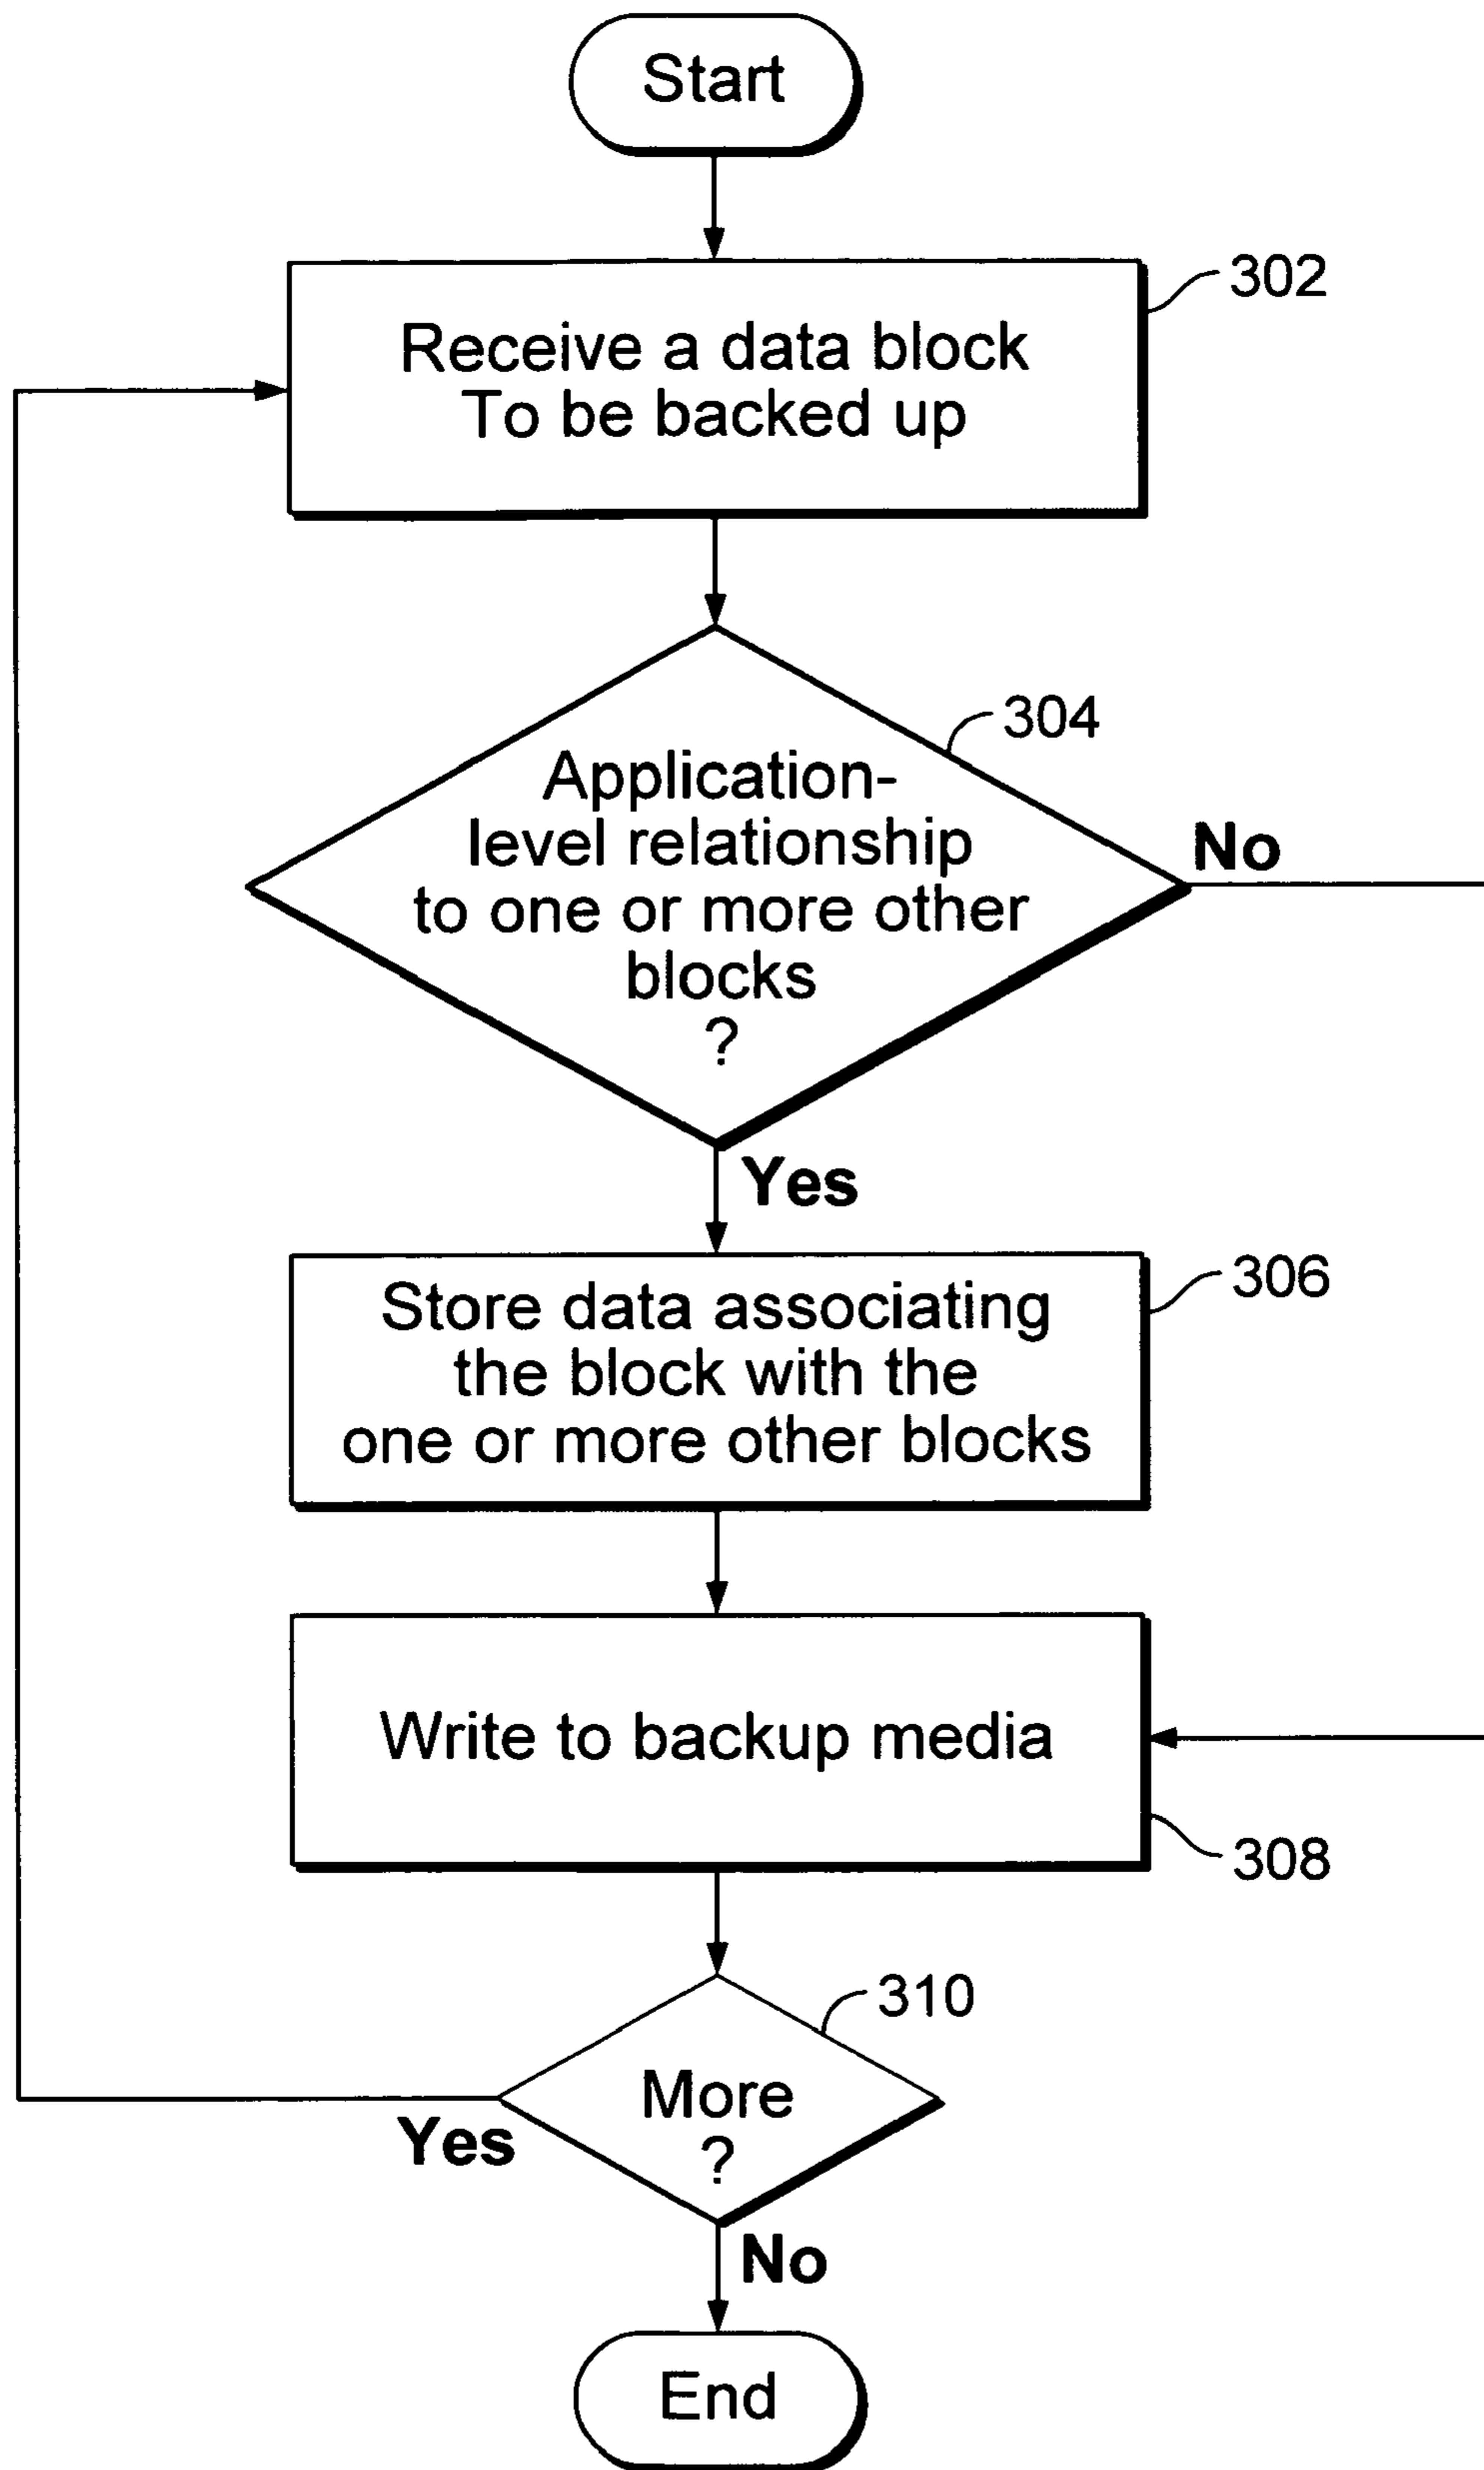 Start
302
Receive a data block
To be backed up
304
Application-
level relationship
to one or more other
blocks
?
No
Yes
306
Store data associating
the block with the
one or more other blocks
Write to backup media
308
310
More
?
Yes
No
End